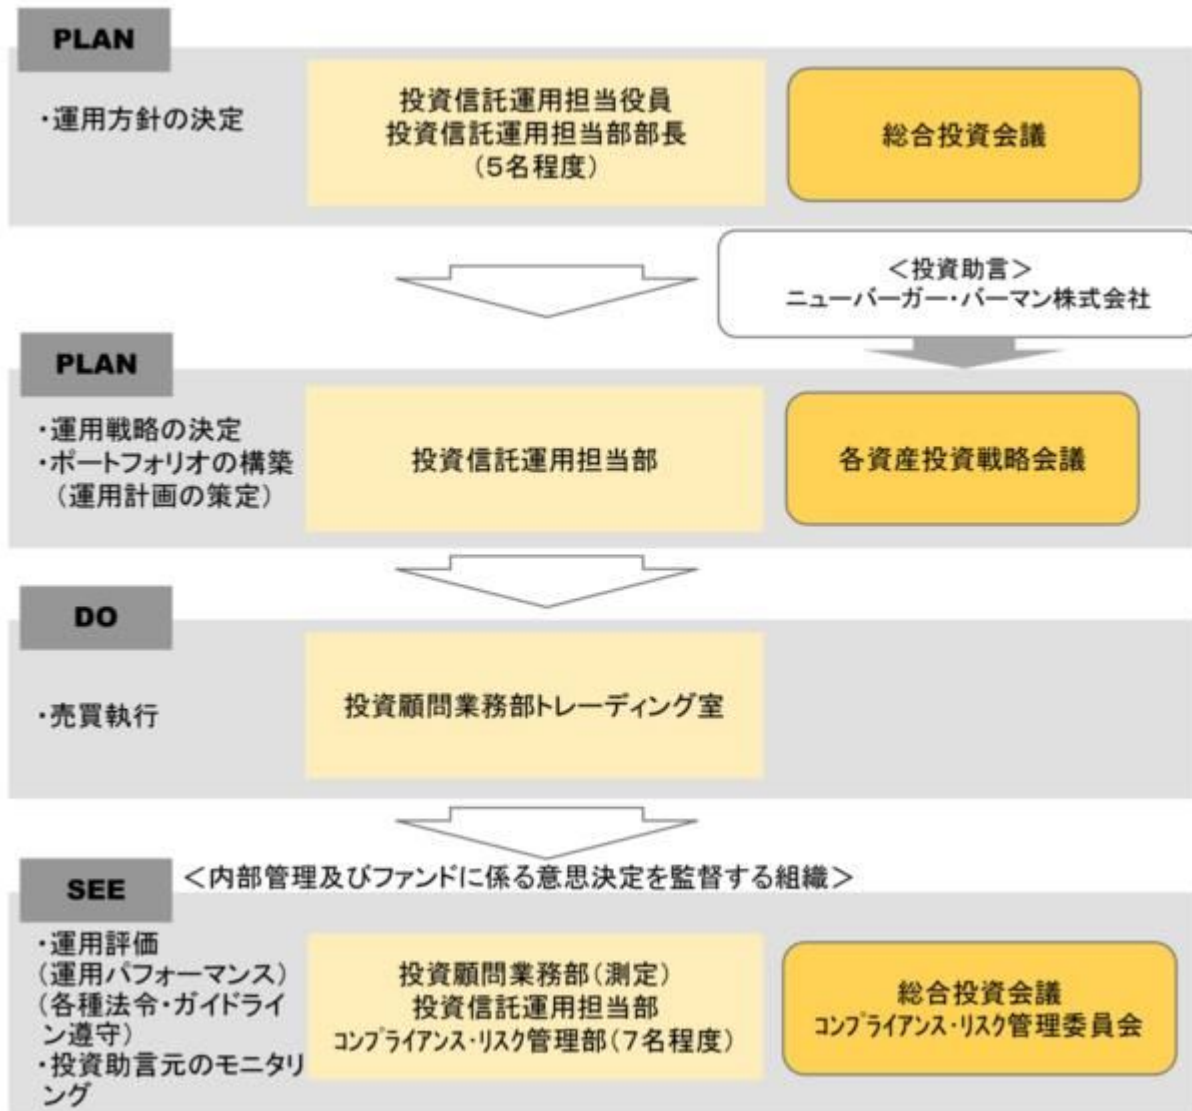 PLAN
・運用方針の決定
投資信託運用担当役員
投資信託運用担当部部長
(5名程度)
総合投資会議
＜投資助言＞
ニューバーガー・バーマン株式会社
PLAN
・運用戦略の決定
・ポートフォリオの構築
(運用計画の策定)
投資信託運用担当部
各資産投資戦略会議
DO
・売買執行
投資顧問業務部トレーディング室
SEE
＜内部管理及びファンドに係る意思決定を監督する組織＞
・運用評価
(運用パフォーマンス)
(各種法令・ガイドライ
ン遵守)
・投資助言元のモニタリ
ング
投資顧問業務部(測定)
投資信託運用担当部
ｺﾝﾌﾟﾗｲｱﾝｽ・ﾘｽｸ管理部(7名程度)
総合投資会議
ｺﾝﾌﾟﾗｲｱﾝｽ・ﾘｽｸ管理委員会